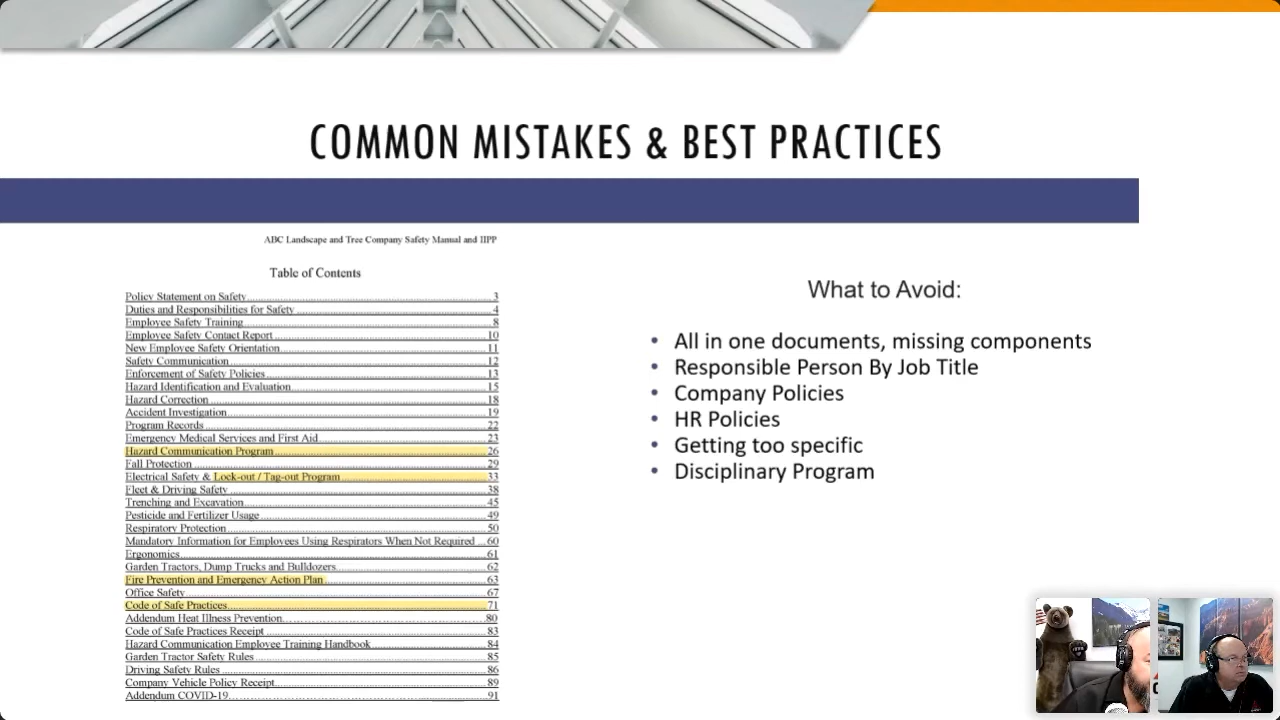 COMMON MISTAKES & BEST PRACTICES
ABC Landscape and Tree Company Safety Manual and IIPP
Table of Contents
Policy Statement on Safety 3
Duties and Responsibilities for Safety 4
Employee Safety Training 8
Employee Safety Contact Report 10
New Employee Safety Orientation 11
Safety Communication 12
Enforcement of Safety Policies 13
Hazard Identification and Evaluation 15
Hazard Correction 18
Accident Investigation 19
Program Records 22
Emergency Medical Services and First Aid 23
Hazard Communication Program 26
Fall Protection 29
Electrical Safety & Lock-out / Tag-out Program 33
Fleet & Driving Safety 38
Trenching and Excavation 45
Pesticide and Fertilizer Usage 49
Respiratory Protection 50
Mandatory Information for Employees Using Respirators When Not Required 60
Ergonomics 61
Garden Tractors, Dump Trucks and Bulldozers 62
Fire Prevention and Emergency Action Plan 63
Office Safety 67
Code of Safe Practices 71
Addendum Heat Illness Prevention 80
Code of Safe Practices Receipt 83
Hazard Communication Employee Training Handbook 84
Garden Tractor Safety Rules 85
Driving Safety Rules 86
Company Vehicle Policy Receipt 89
Addendum COVID-19 91
What to Avoid:
• All in one documents, missing components
• Responsible Person By Job Title
• Company Policies
• HR Policies
• Getting too specific
• Disciplinary Program